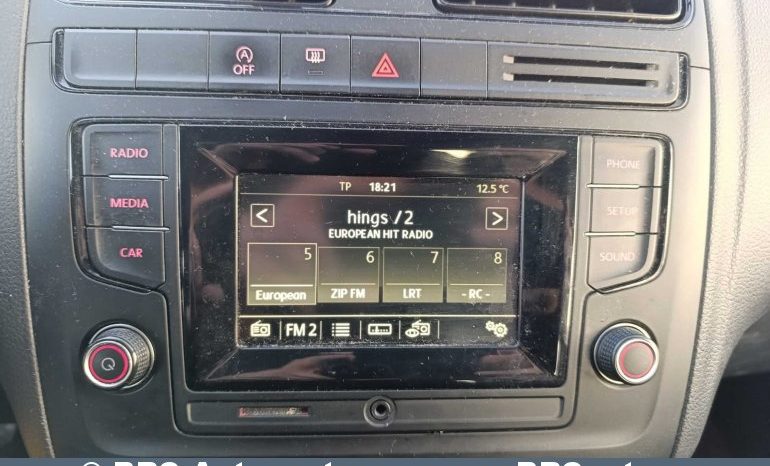 A
OFF
RADIO
MEDIA
CAR
PHONE
SETUP
SOUND
TP 18:21 12.5 °C
< hings /2 >
EUROPEAN HIT RADIO
5 6 7 8
European ZIP FM LRT - RC -
FM 2